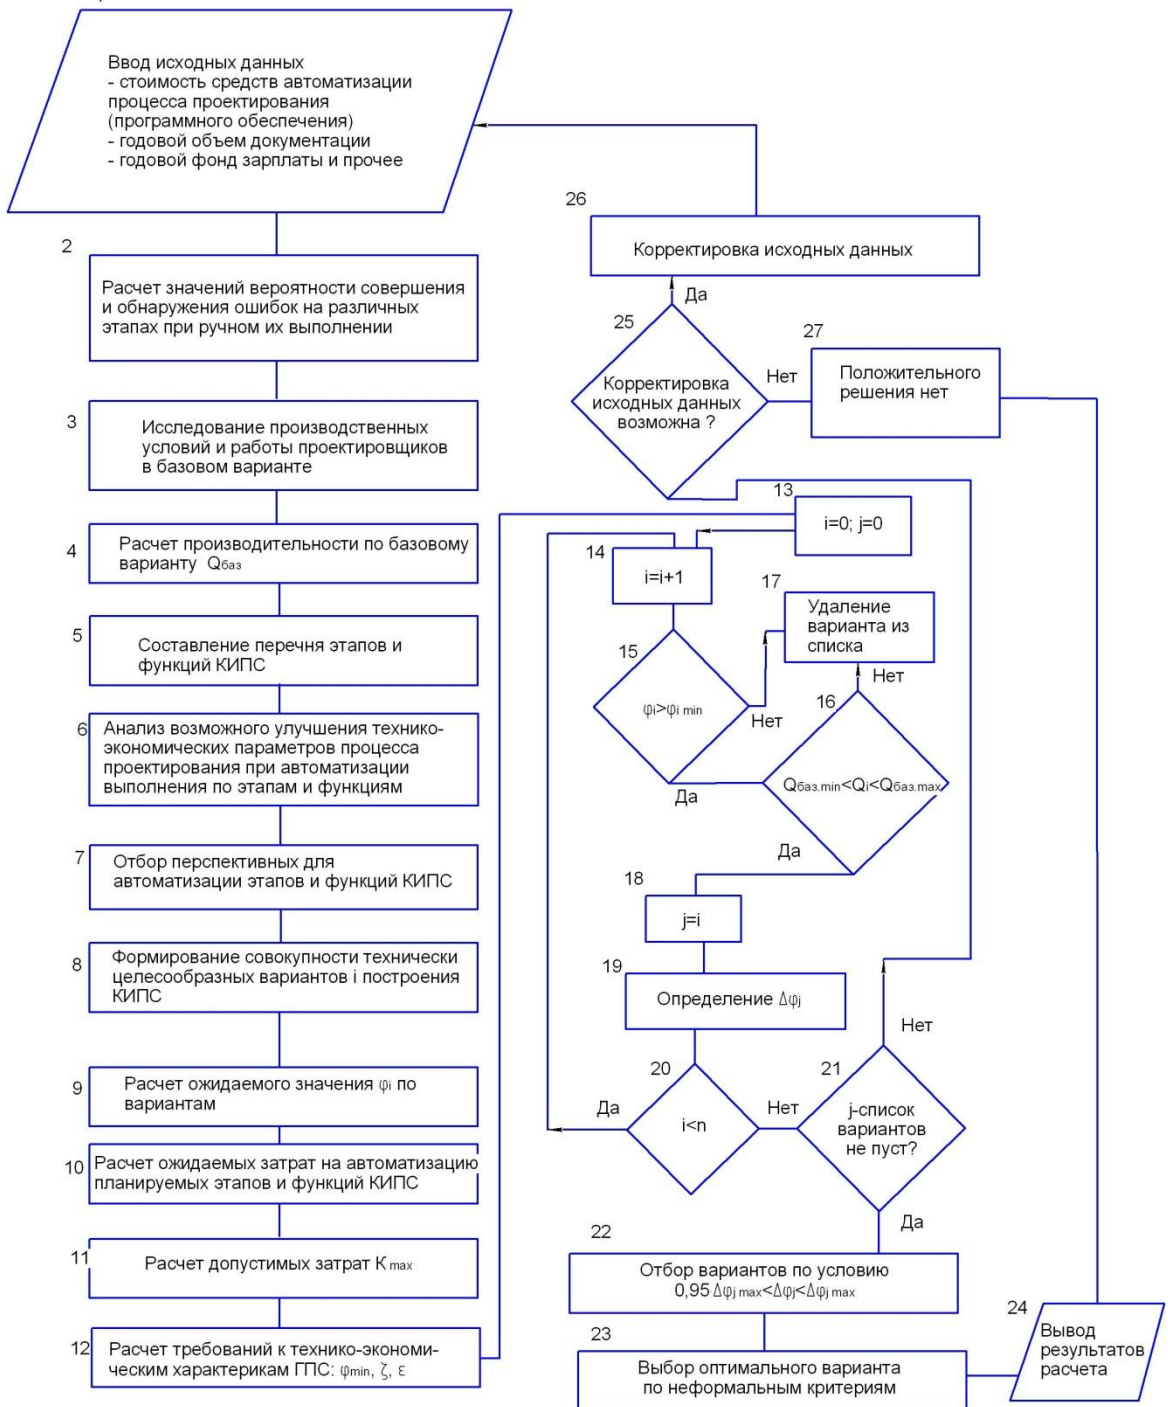 Ввод исходных данных
- стоимость средств автоматизации
процесса проектирования
(программного обеспечения)
- годовой объем документации
- годовой фонд зарплаты и прочее
2
Расчет значений вероятности совершения
и обнаружения ошибок на различных
этапах при ручном их выполнении
3
Исследование производственных
условий и работы проектировщиков
в базовом варианте
4
Расчет производительности по базовому
варианту Qбаз
5
Составление перечня этапов и
функций КИПС
6
Анализ возможного улучшения технико-
экономических параметров процесса
проектирования при автоматизации
выполнения по этапам и функциям
7
Отбор перспективных для
автоматизации этапов и функций КИПС
8
Формирование совокупности технически
целесообразных вариантов i построения
КИПС
9
Расчет ожидаемого значения φi по
вариантам
10
Расчет ожидаемых затрат на автоматизацию
планируемых этапов и функций КИПС
11
Расчет допустимых затрат К max
12
Расчет требований к технико-экономи-
ческим характерикам ГПС: φmin, ζ, ε
26
Корректировка исходных данных
Да
25
Корректировка
исходных данных
возможна ?
Нет
27
Положительного
решения нет
13
i=0; j=0
14
i=i+1
17
Удаление
варианта из
списка
15
φi>φi min
Нет
Да
16
Нет
Qбаз.min<Qi<Qбаз.max
Да
18
j=i
19
Определение Δφj
20
i<n
Да
Нет
21
j-список
вариантов
не пуст?
Нет
Да
22
Отбор вариантов по условию
0,95·Δφj max<Δφj<Δφj max
23
Выбор оптимального варианта
по неформальным критериям
24
Вывод
результатов
расчета